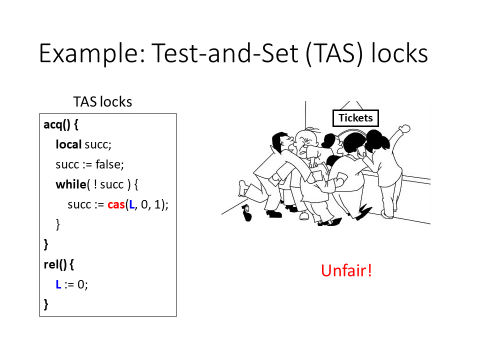 Example: Test-and-Set (TAS) locks
TAS locks
acq() {
local succ;
succ := false;
while( ! succ ) {
succ := cas(L, 0, 1);
}
}
rel() {
L := 0;
}
Tickets
Unfair!